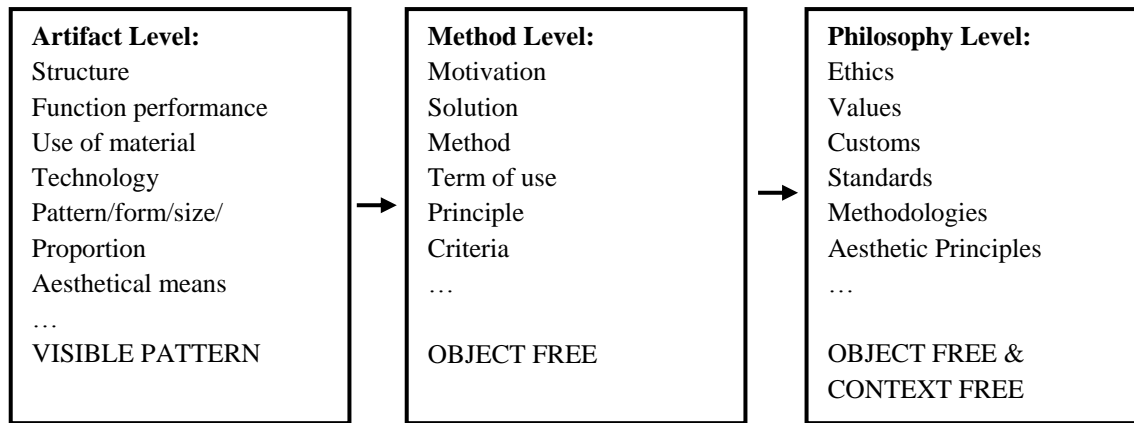 Artifact Level:
Structure
Function performance
Use of material
Technology
Pattern/form/size/
Proportion
Aesthetical means
…
VISIBLE PATTERN
Method Level:
Motivation
Solution
Method
Term of use
Principle
Criteria
…
OBJECT FREE
Philosophy Level:
Ethics
Values
Customs
Standards
Methodologies
Aesthetic Principles
…
OBJECT FREE &
CONTEXT FREE